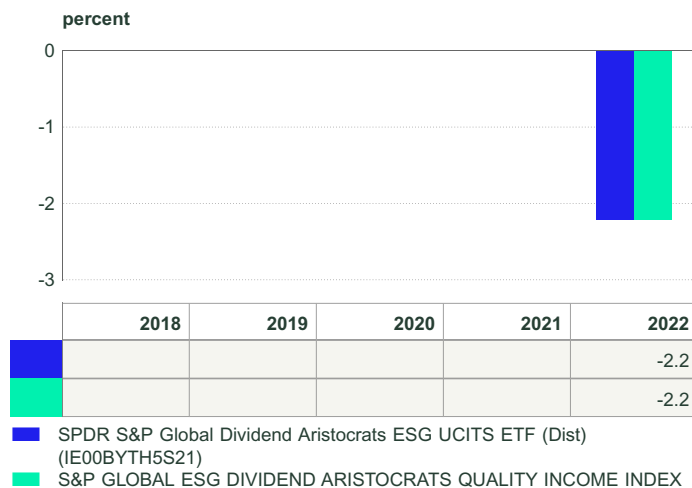 percent
0
-1
-2
-3
2018 2019 2020 2021 2022
-2.2
-2.2
SPDR S&P Global Dividend Aristocrats ESG UCITS ETF (Dist)
(IE00BYTH5S21)
S&P GLOBAL ESG DIVIDEND ARISTOCRATS QUALITY INCOME INDEX